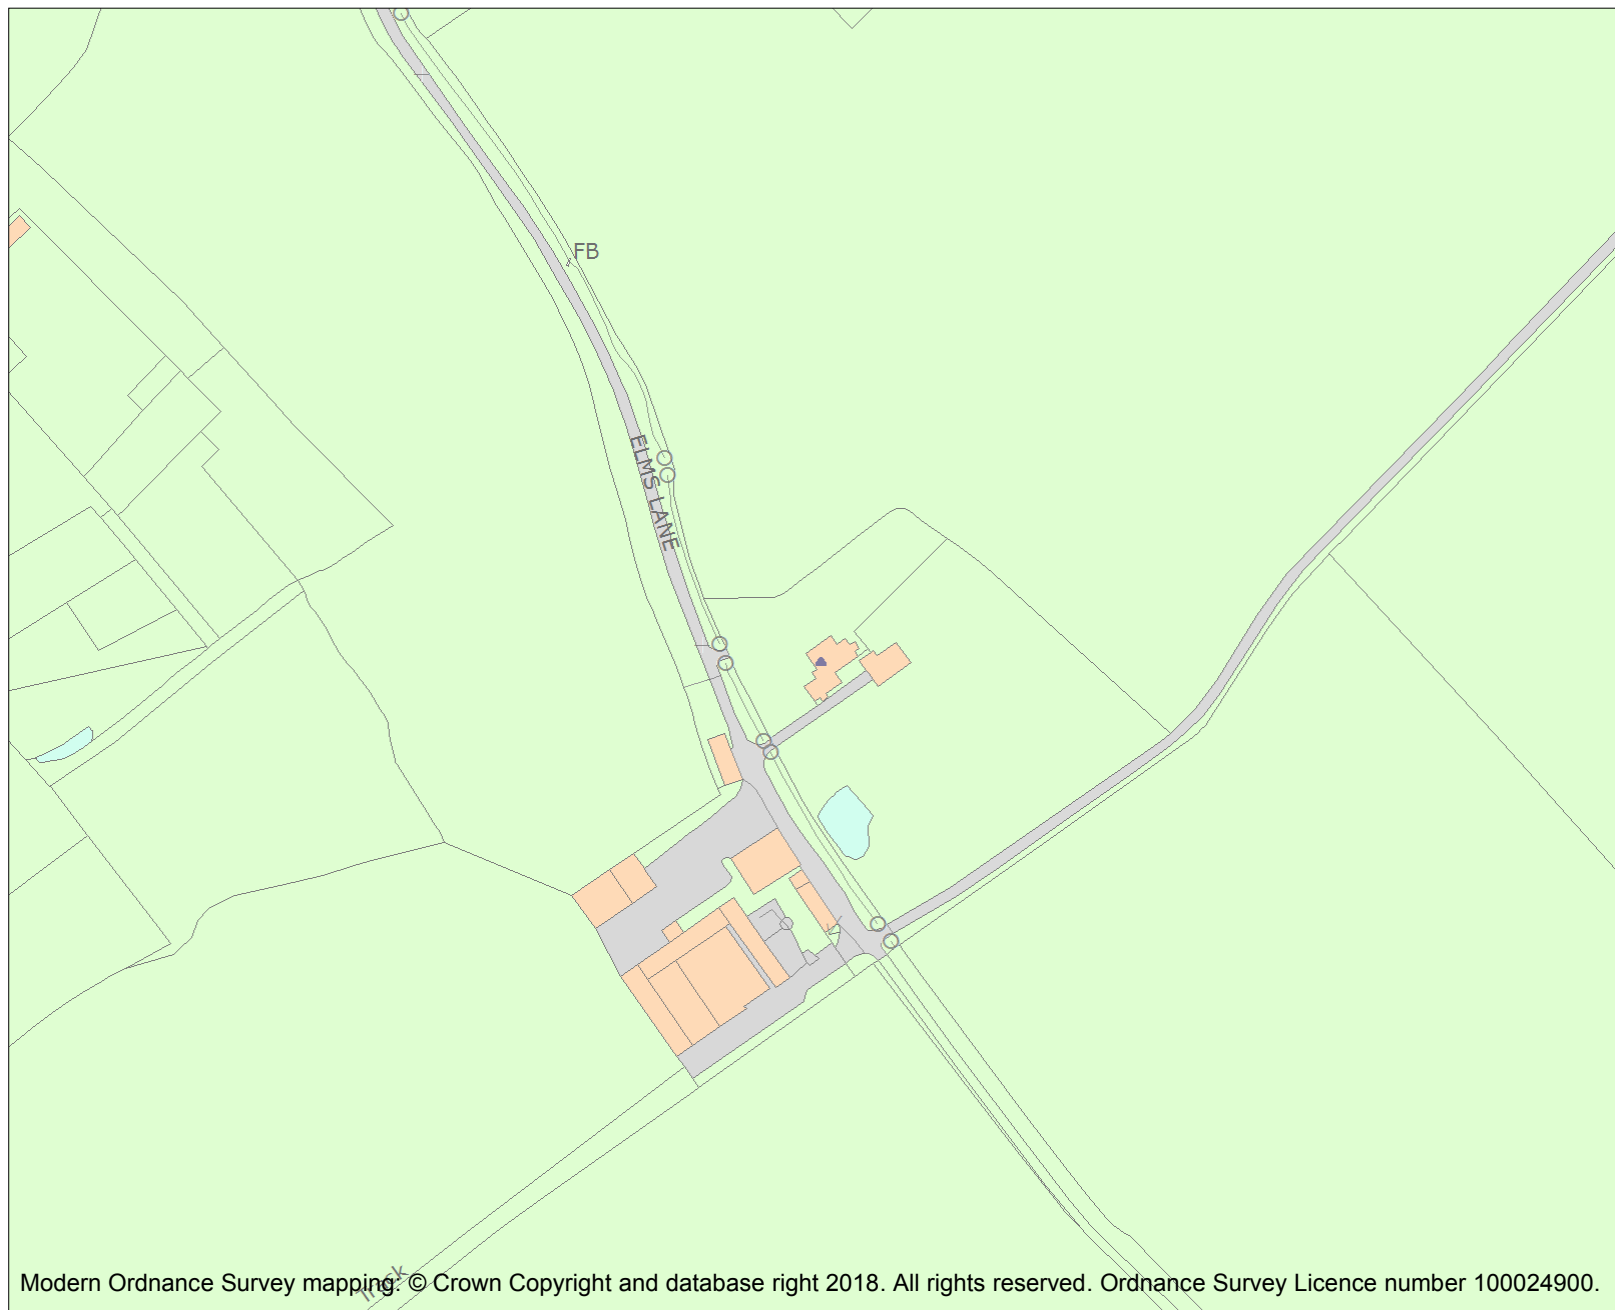 FB
ELMS LANE
Track
Modern Ordnance Survey mapping. © Crown Copyright and database right 2018. All rights reserved. Ordnance Survey Licence number 100024900.